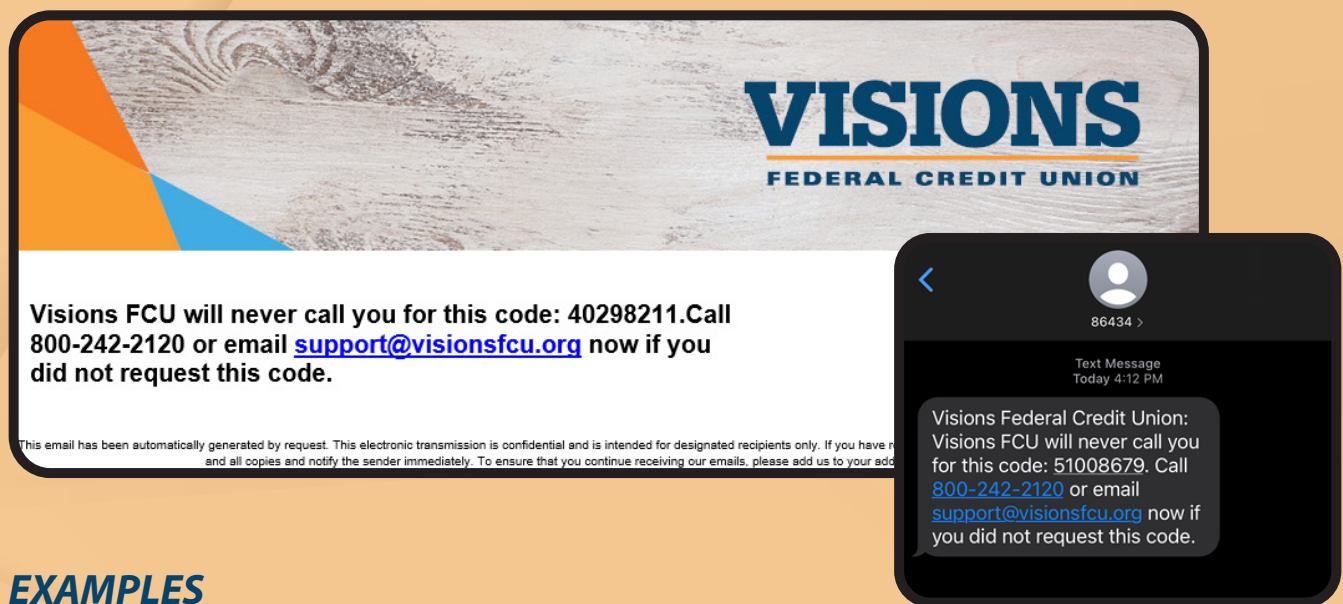 VISIONS
FEDERAL CREDIT UNION
Visions FCU will never call you for this code: 40298211.Call
800-242-2120 or email support@visionsfcu.org now if you
did not request this code.
This email has been automatically generated by request. This electronic transmission is confidential and is intended for designated recipients only. If you have
and all copies and notify the sender immediately. To ensure that you continue receiving our emails, please add us to your
86434 >
Text Message
Today 4:12 PM
Visions Federal Credit Union:
Visions FCU will never call you
for this code: 51008679. Call
800-242-2120 or email
support@visionsfcu.org now if
you did not request this code.
EXAMPLES